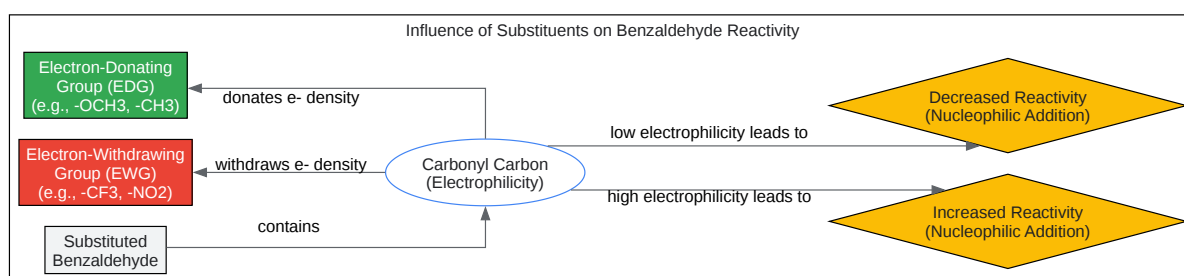 Influence of Substituents on Benzaldehyde Reactivity
Electron-Donating
Group (EDG)
(e.g., -OCH3, -CH3)
donates e- density
Electron-Withdrawing
Group (EWG)
(e.g., -CF3, -NO2)
withdraws e- density
Substituted
Benzaldehyde
contains
Carbonyl Carbon
(Electrophilicity)
low electrophilicity leads to
Decreased Reactivity
(Nucleophilic Addition)
high electrophilicity leads to
Increased Reactivity
(Nucleophilic Addition)